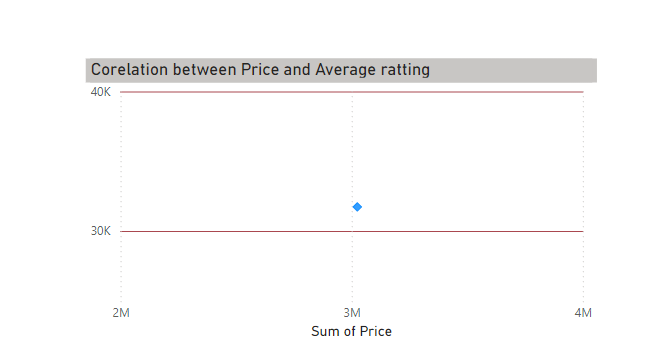 Corelation between Price and Average ratting
40K
30K
2M 3M 4M
Sum of Price